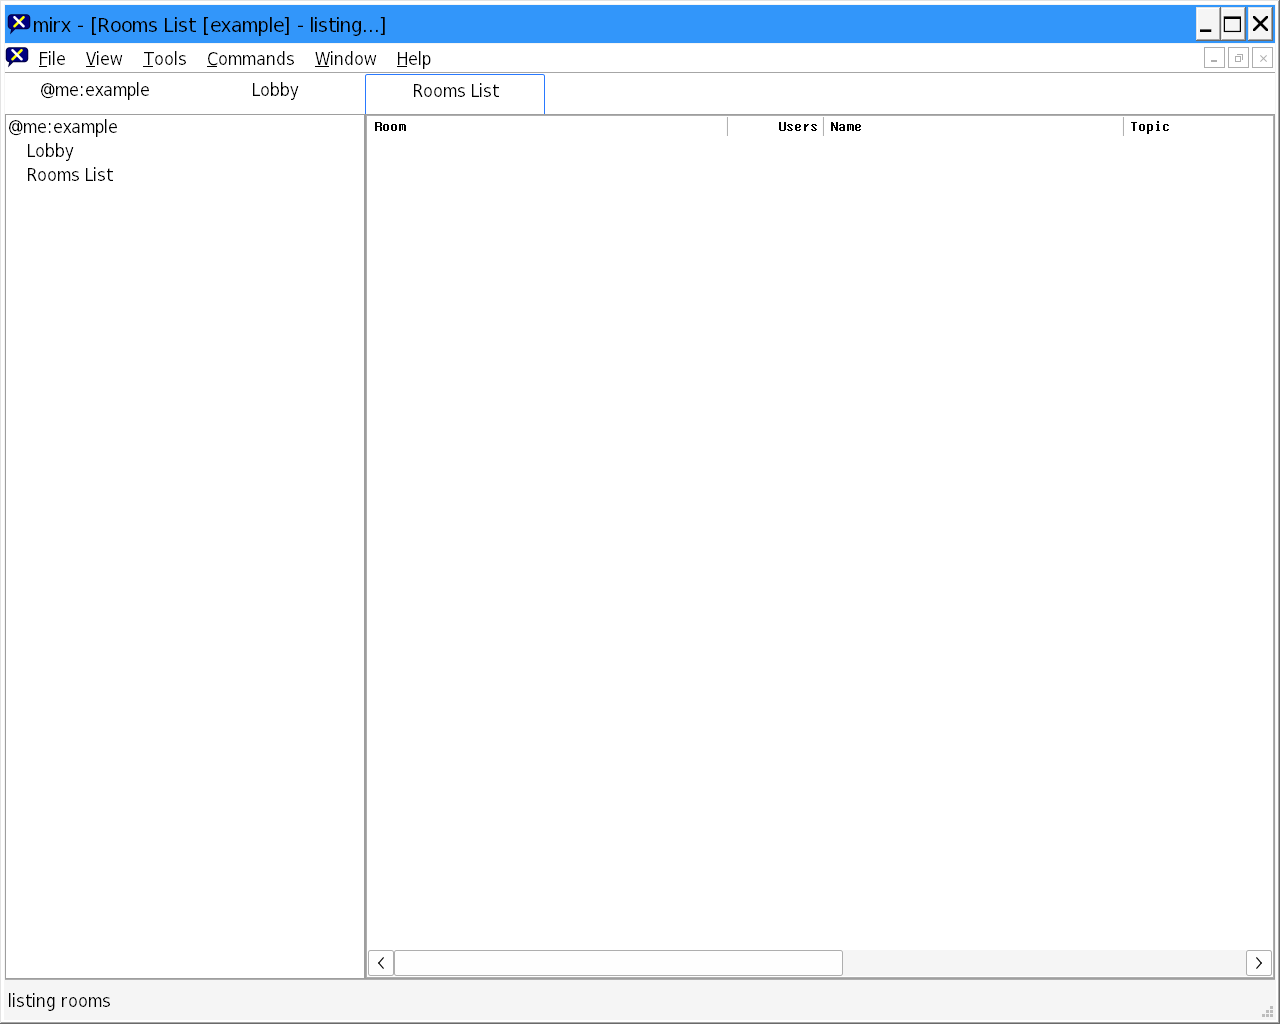 mirx - [Rooms List [example] - listing...]
File View Tools Commands Window Help
@me:example Lobby Rooms List
@me:example
Lobby
Rooms List
Room Users Name Topic
listing rooms